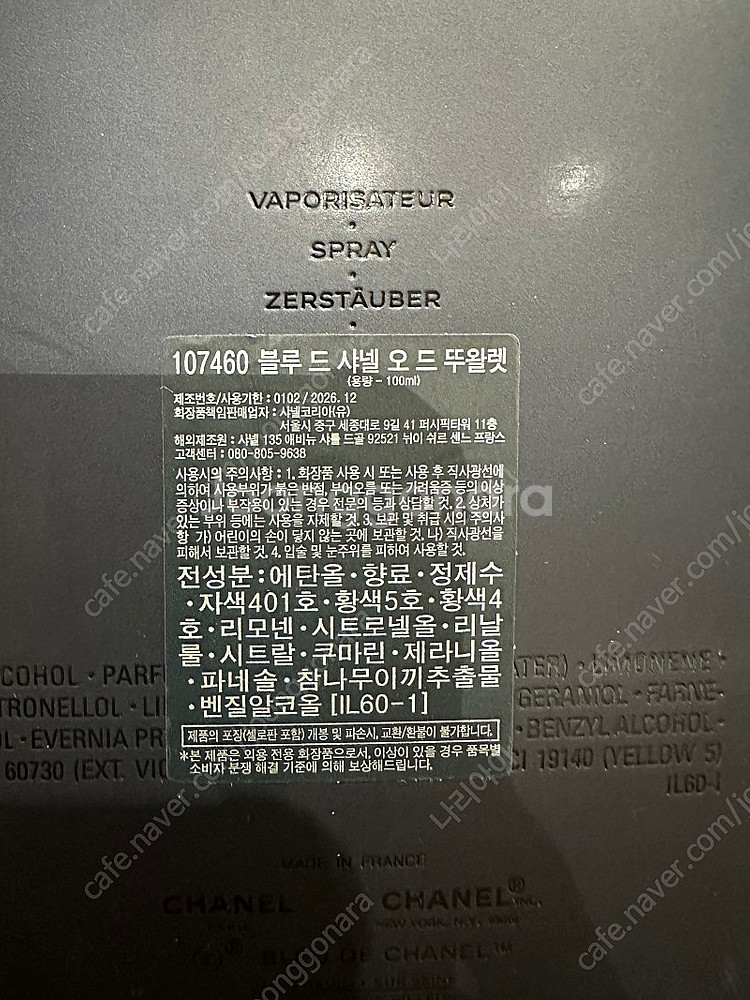 VAPORISATEUR
SPRAY
ZERSTÄUBER
107460 블루 드 샤넬 오 드 뚜왈렛
(용량 - 100ml)
제조번호/사용기한 : 0102 / 2026. 12
화장품책임판매업자 : 샤넬코리아(유)
서울시 중구 세종대로 9길 41 퍼시픽타워 11층
해외제조원 : 샤넬 135 애비뉴 샤를 드골 92521 뉘이 쉬르 센느 프랑스
고객센터 : 080-805-9638
사용시의 주의사항 : 1. 화장품 사용 시 또는 사용 후 직사광선에
의하여 사용부위가 붉은 반점, 부어오름 또는 가려움증 등의 이상
증상이나 부작용이 있는 경우 전문의 등과 상담할 것. 2. 상처가
있는 부위 등에는 사용을 자제할 것. 3. 보관 및 취급 시의 주의사
항 가) 어린이의 손이 닿지 않는 곳에 보관할 것. 나) 직사광선을
피해서 보관할 것. 4. 입술 및 눈주위를 피하여 사용할 것.
전성분 : 에탄올 · 향료 · 정제수
· 자색401호 · 황색5호 · 황색4
호 · 리모넨 · 시트로넬올 · 리날
룰 · 시트랄 · 쿠마린 · 제라니올
· 파네솔 · 참나무이끼추출물
· 벤질알코올 [IL60-1]
제품의 포징(셀로판 포함) 개봉 및 파손시, 교환/환불이 불가합니다.
*본 제품은 외용 전용 화장품으로서, 이상이 있을 경우 품목별
소비자 분쟁 해결 기준에 의해 보상해드립니다.
COHOL · PARF ATER) · LIMONENE ·
TRONELLOL · LI GERANIOL · FARNE-
OL · EVERNIA PR · BENZYL ALCOHOL ·
60730 (EXT. VIO CI 19140 (YELLOW 5)
IL60-1
MADE IN FRANCE
CHANEL CHANEL® INC.
PARIS NEW YORK, N.Y.
BLEU DE CHANEL™
cafe.naver.com
joonggonara
중고나라